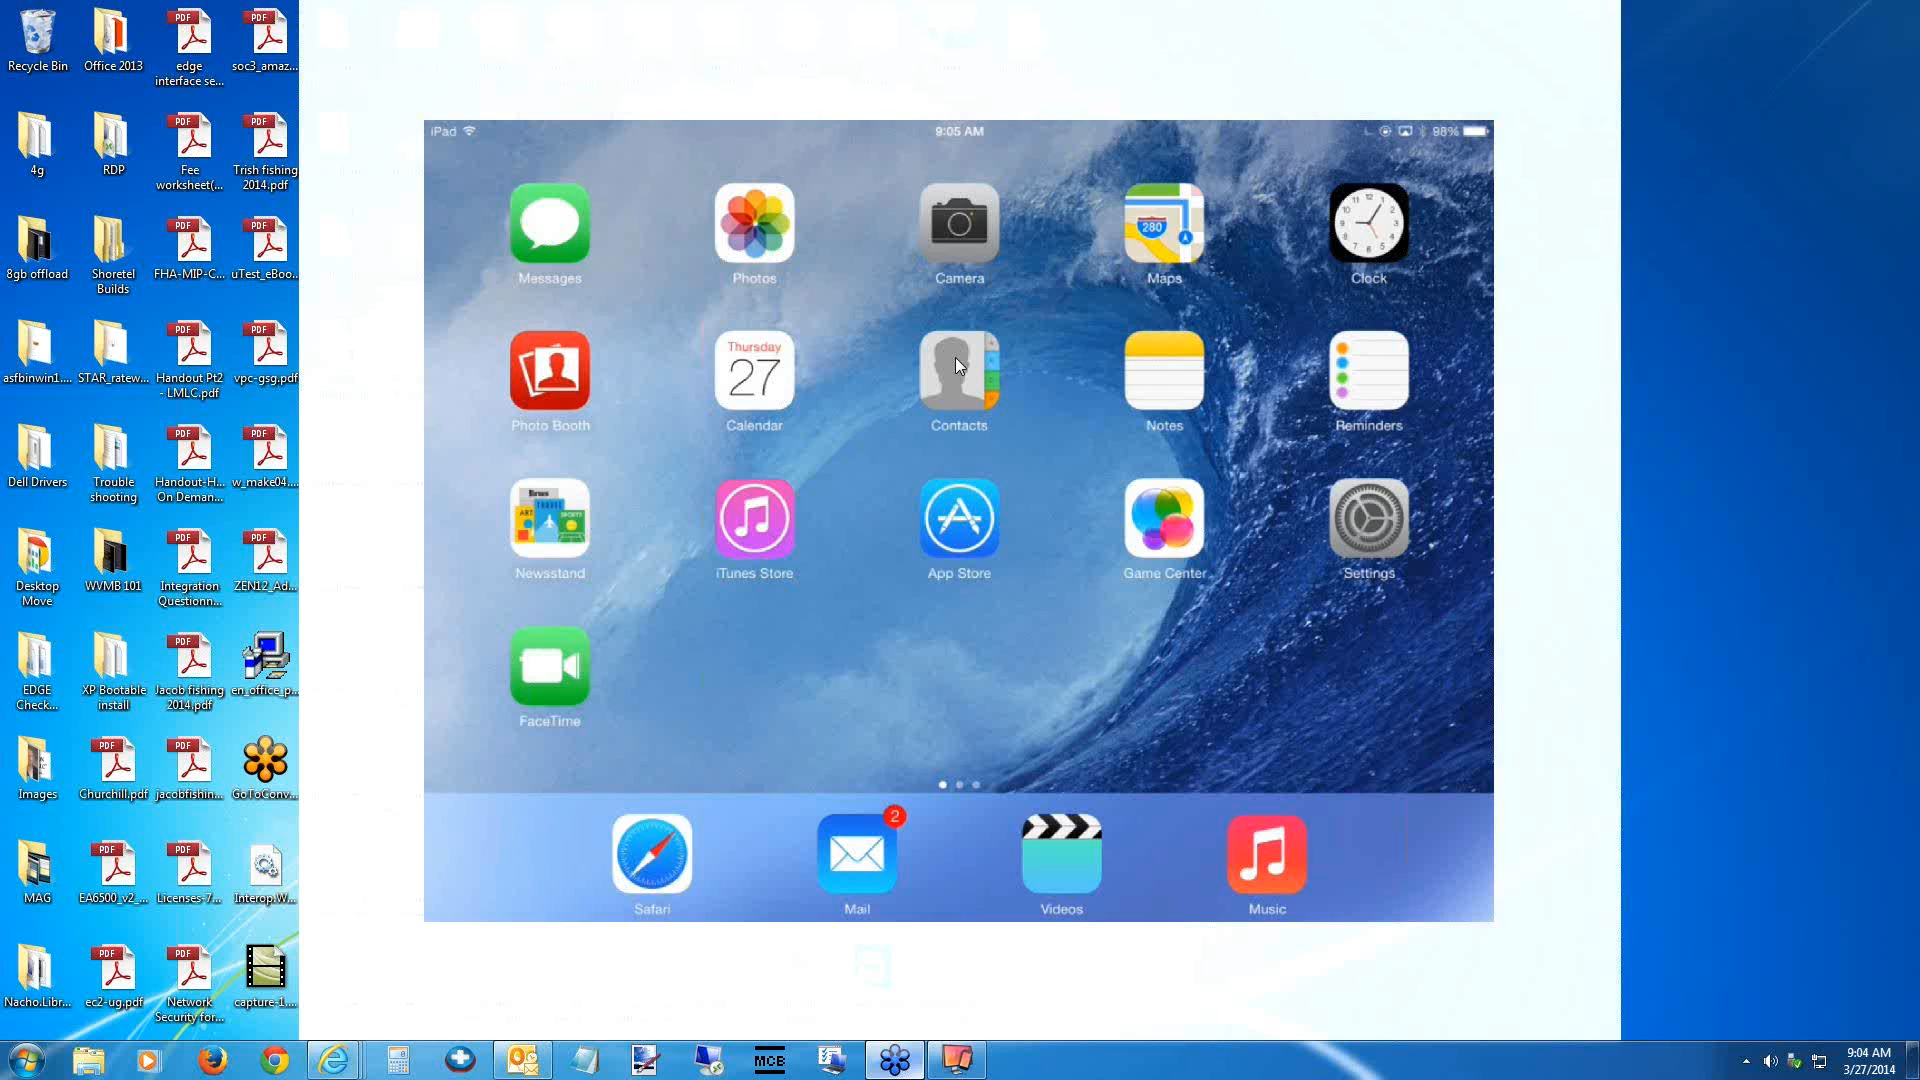 Recycle Bin
Office 2013
edge
interface se...
soc3_amaz...
4g
RDP
Fee
worksheet(...
Trish fishing
2014.pdf
8gb offload
Shoretel
Builds
FHA-MIP-C...
uTest_eBoo...
asfbinwin1....
STAR_ratew...
Handout Pt2
- LMLC.pdf
vpc-gsg.pdf
Dell Drivers
Trouble
shooting
Handout-H...
On Deman...
w_make04....
Desktop
Move
WVMB 101
Integration
Questionn...
ZEN12_Ad...
EDGE
Check...
XP Bootable
install
Jacob fishing
2014.pdf
en_office_p...
Images
Churchill.pdf
jacobfishin...
GoToConv...
MAG
EA6500_v2_...
Licenses-7...
Interop.W...
Nacho.Libr...
ec2-ug.pdf
Network
Security for...
capture-1....
iPad
9:05 AM
98%
Messages
Photos
Camera
280
Maps
Clock
Photo Booth
Thursday
27
Calendar
Contacts
Notes
Reminders
ART
TRAVEL
SPORTS
Newsstand
iTunes Store
App Store
Game Center
Settings
FaceTime
Safari
2
Mail
Videos
Music
MCB
9:04 AM
3/27/2014